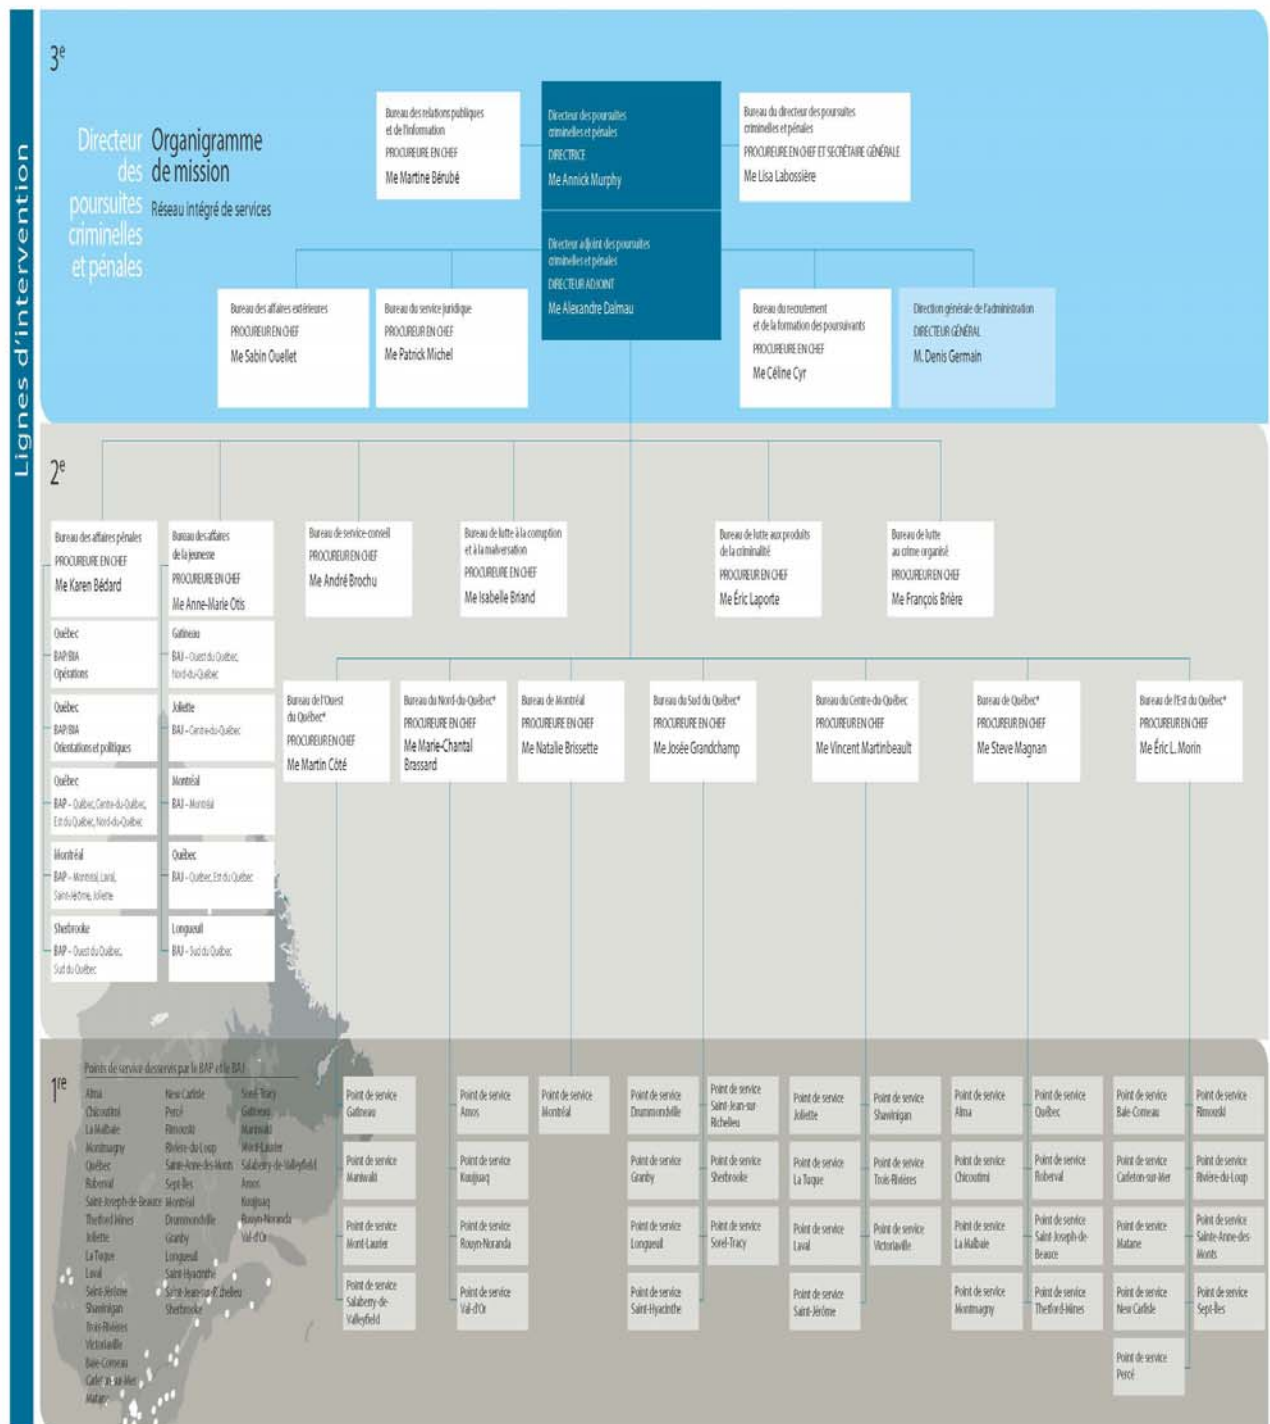 Lignes d'intervention
3e
Directeur
des
poursuites
criminelles
et pénales
Organigramme
de mission
Réseau intégré de services
Bureau des relations publiques
et de l'information
PROCUREURE EN CHEF
Me Martine Bérubé
Directeur des poursuites
criminelles et pénales
DIRECTRICE
Me Annick Murphy
Bureau du directeur des poursuites
criminelles et pénales
PROCUREURE EN CHEF ET SECRÉTAIRE GÉNÉRALE
Me Lisa Labossière
Directeur adjoint des poursuites
criminelles et pénales
DIRECTEUR ADJOINT
Me Alexandre Dalmau
Bureau des affaires extérieures
PROCUREUR EN CHEF
Me Sabin Ouellet
Bureau du service juridique
PROCUREUR EN CHEF
Me Patrick Michel
Bureau du recrutement
et de la formation des poursuivants
PROCUREURE EN CHEF
Me Céline Cyr
Direction générale de l'administration
DIRECTEUR GÉNÉRAL
M. Denis Germain
2e
Bureau des affaires pénales
PROCUREURE EN CHEF
Me Karen Bédard
Bureau des affaires
de la jeunesse
PROCUREURE EN CHEF
Me Anne-Marie Otis
Bureau de service-conseil
PROCUREUR EN CHEF
Me André Brochu
Bureau de lutte à la corruption
et à la malversation
PROCUREURE EN CHEF
Me Isabelle Briand
Bureau de lutte aux produits
de la criminalité
PROCUREUR EN CHEF
Me Éric Laporte
Bureau de lutte
au crime organisé
PROCUREUR EN CHEF
Me François Brière
Québec
BAP/BIA
Opérations
Québec
BAP/BIA
Orientations et politiques
Québec
BAP – Québec, Centre-du-Québec,
Est du Québec, Nord-du-Québec
Montréal
BAP – Montréal, Laval,
Saint-Jérôme, Joliette
Sherbrooke
BAP – Ouest du Québec,
Sud du Québec
Gatineau
BAJ – Ouest du Québec,
Nord-du-Québec
Joliette
BAJ – Centre-du-Québec
Montréal
BAJ – Montréal
Québec
BAJ – Québec, Est du Québec
Longueuil
BAJ – Sud du Québec
Bureau de l'Ouest
du Québec*
PROCUREUR EN CHEF
Me Martin Côté
Bureau du Nord-du-Québec*
PROCUREURE EN CHEF
Me Marie-Chantal
Brassard
Bureau de Montréal
PROCUREURE EN CHEF
Me Natalie Brissette
Bureau du Sud du Québec*
PROCUREURE EN CHEF
Me Josée Grandchamp
Bureau du Centre-du-Québec
PROCUREUR EN CHEF
Me Vincent Martinbeault
Bureau de Québec*
PROCUREUR EN CHEF
Me Steve Magnan
Bureau de l'Est du Québec*
PROCUREUR EN CHEF
Me Éric L. Morin
1re
Points de service desservis par le BAP et le BAJ
Alma
Chicoutimi
La Malbaie
Montmagny
Québec
Roberval
Saint-Joseph-de-Beauce
Thetford Mines
Joliette
La Tuque
Laval
Saint-Jérôme
Shawinigan
Trois-Rivières
Victoriaville
Baie-Comeau
Carleton-sur-Mer
Matane
New Carlisle
Percé
Rimouski
Rivière-du-Loup
Sainte-Anne-des-Monts
Sept-Îles
Montréal
Drummondville
Granby
Longueuil
Saint-Hyacinthe
Saint-Jean-sur-Richelieu
Sherbrooke
Sorel-Tracy
Gatineau
Maniwaki
Mont-Laurier
Salaberry-de-Valleyfield
Amos
Kuujjuaq
Rouyn-Noranda
Val-d'Or
Point de service
Gatineau
Point de service
Maniwaki
Point de service
Mont-Laurier
Point de service
Salaberry-de-
Valleyfield
Point de service
Amos
Point de service
Kuujjuaq
Point de service
Rouyn-Noranda
Point de service
Val-d'Or
Point de service
Montréal
Point de service
Drummondville
Point de service
Granby
Point de service
Longueuil
Point de service
Saint-Hyacinthe
Point de service
Saint-Jean-sur-
Richelieu
Point de service
Sherbrooke
Point de service
Sorel-Tracy
Point de service
Joliette
Point de service
La Tuque
Point de service
Laval
Point de service
Saint-Jérôme
Point de service
Shawinigan
Point de service
Trois-Rivières
Point de service
Victoriaville
Point de service
Alma
Point de service
Chicoutimi
Point de service
La Malbaie
Point de service
Montmagny
Point de service
Québec
Point de service
Roberval
Point de service
Saint-Joseph-de-
Beauce
Point de service
Thetford-Mines
Point de service
Baie-Comeau
Point de service
Carleton-sur-Mer
Point de service
Matane
Point de service
New Carlisle
Point de service
Percé
Point de service
Rimouski
Point de service
Rivière-du-Loup
Point de service
Sainte-Anne-des-
Monts
Point de service
Sept-Îles